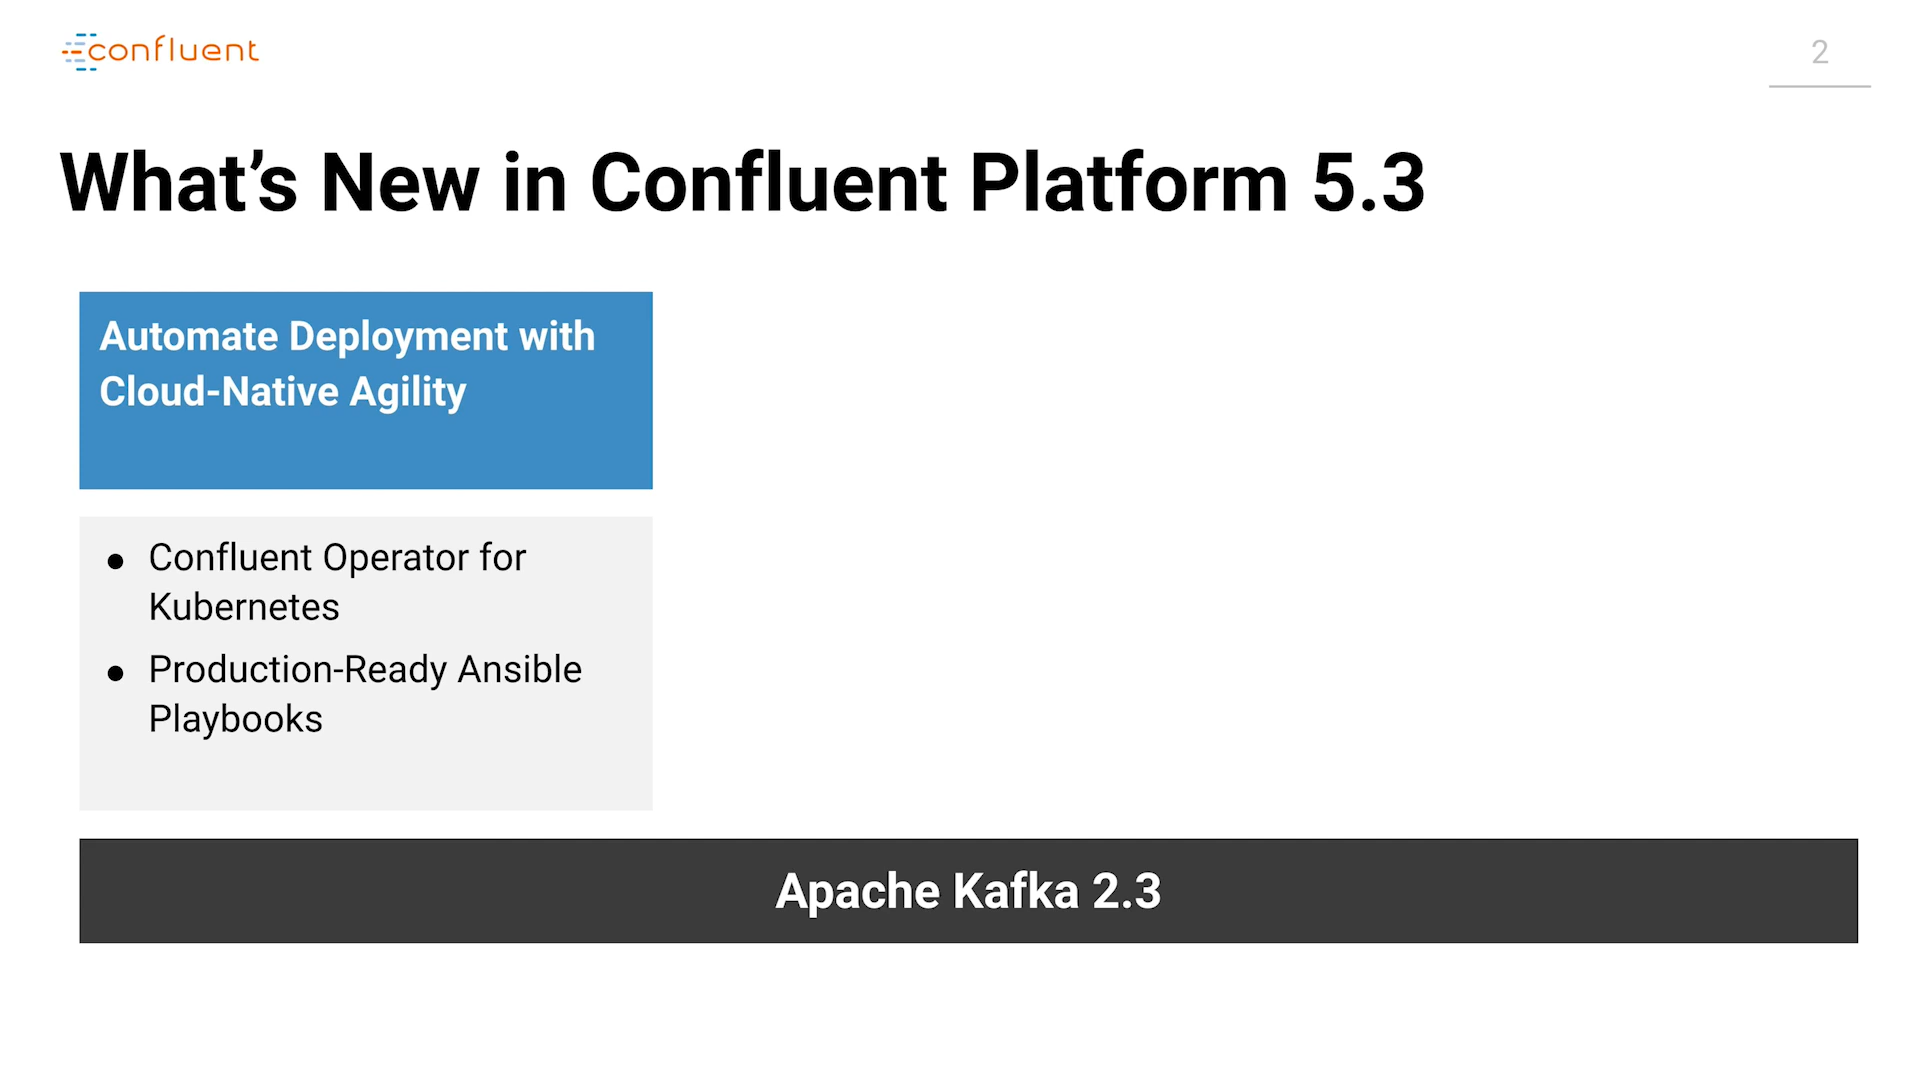 confluent
2
What’s New in Confluent Platform 5.3
Automate Deployment with
Cloud-Native Agility
● Confluent Operator for
Kubernetes
● Production-Ready Ansible
Playbooks
Apache Kafka 2.3